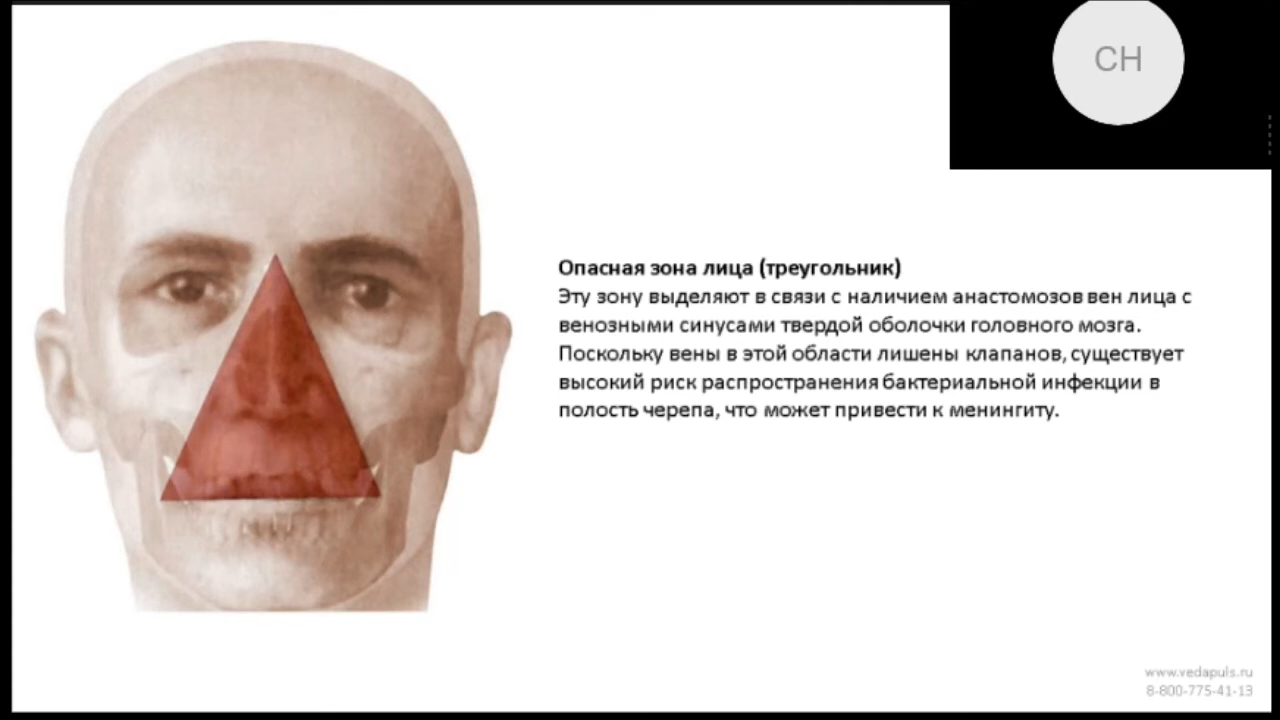 СН
Опасная зона лица (треугольник)
Эту зону выделяют в связи с наличием анастомозов вен лица с
венозными синусами твердой оболочки головного мозга.
Поскольку вены в этой области лишены клапанов, существует
высокий риск распространения бактериальной инфекции в
полость черепа, что может привести к менингиту.
www.vedapuls.ru
8-800-775-41-13